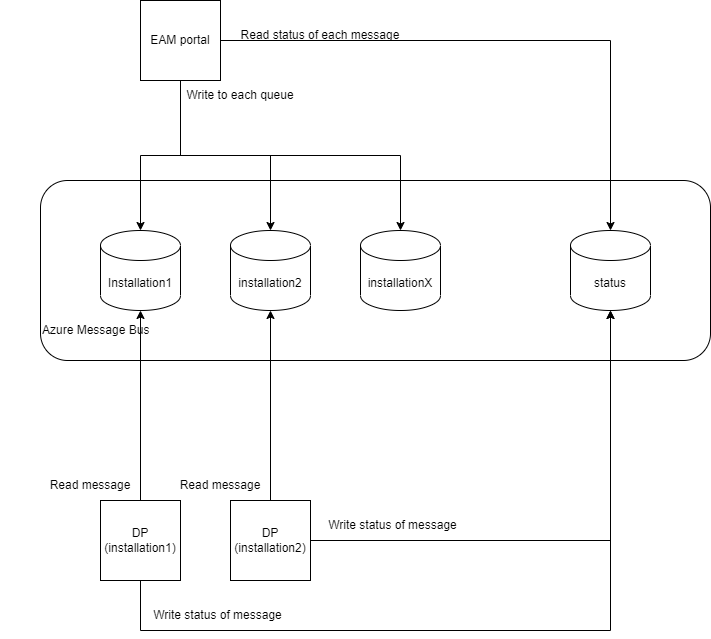 EAM portal
Read status of each message
Write to each queue
Installation1
installation2
installationX
status
Azure Message Bus
Read message
Read message
DP
(installation1)
DP
(installation2)
Write status of message
Write status of message